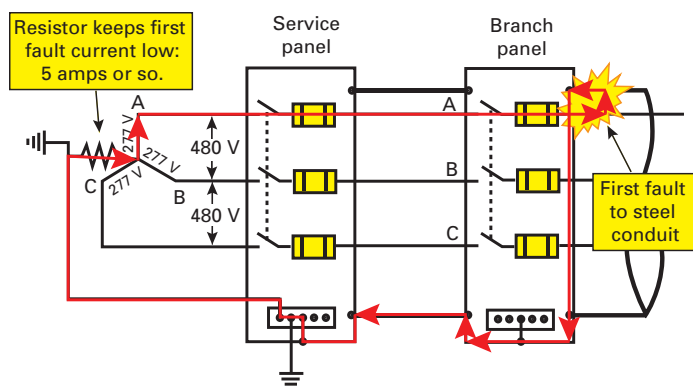 Resistor keeps first
fault current low:
5 amps or so.
Service
panel
Branch
panel
A
277 V
277 V
277 V
C
B
480 V
480 V
A
B
C
First fault
to steel
conduit